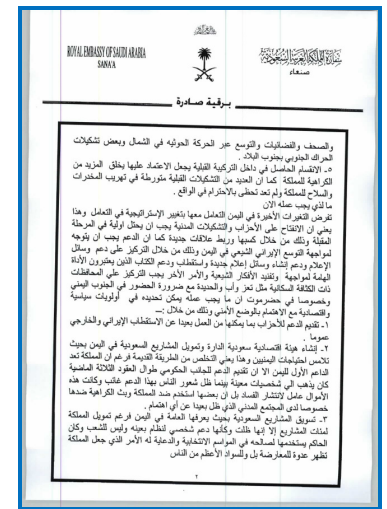 ROYAL EMBASSY OF SAUDI ARABIA
SANA'A
سفارة المملكة العربية السعودية
صنعاء
برقية صادرة
والصحف والفضائيات والتوسع عبر الحركة الحوثيه في الشمال وبعض تشكيلات
الحراك الجنوبي بجنوب البلاد .
٥- الانقسام الحاصل في داخل التركيبة القبلية يجعل الاعتماد عليها يخلق المزيد من
الكراهية للمملكة كما ان العديد من التشكيلات القبلية متورطة في تهريب المخدرات
والسلاح للمملكة ولم تعد تحظى بالاحترام في الواقع .
ما الذي يجب عمله الان
تفرض التغيرات الأخيرة في اليمن التعامل معها بتغيير الإستراتيجية في التعامل وهذا
يعني ان الانفتاح على الأحزاب والتشكيلات المدنية يجب ان يحتل اولية في المرحلة
المقبلة وذلك من خلال كسبها وربط علاقات جديدة كما ان الدعم يجب ان يتوجه
لمواجهة التوسع الإيراني الشيعي في اليمن وذلك من خلال التركيز على دعم وسائل
الإعلام ودعم إنشاء وسائل إعلام جديدة واستقطاب ودعم الكتاب الذين يعتبرون الأداة
الهامة لمواجهة وتفنيد الأفكار الشيعية والأمر الأخر يجب التركيز علي المحافظات
ذات الكثافة السكانية مثل تعز وأب والحديدة مع ضرورة الحضور في الجنوب اليمني
وخصوصا في حضرموت ان ما يجب عمله يمكن تحديده في أولويات سياسية
واقتصادية مع الاهتمام بالوضع الأمني وذلك من خلال :ــ
١- تقديم الدعم للأحزاب بما يمكنها من العمل بعيدا عن الاستقطاب الإيراني والخارجي
عموما .
٢- إنشاء هيئة اقتصادية سعودية لادارة وتمويل المشاريع السعودية في اليمن بحيث
تلامس احتياجات اليمنيين وهذا يعني التخلص من الطريقة القديمة فرغم ان المملكة تعد
الداعم الأول لليمن الا ان تقديم الدعم للجانب الحكومي طوال العقود الثلاثة الماضية
كان يذهب الي شخصيات معينة بينما ظل شعور الناس بهذا الدعم غائب وكانت هذه
الأموال عامل لانتشار الفساد بل ان بعضها استخدم ضد المملكة وبث الكراهية ضدها
خصوصا لدى المجتمع المدني الذي ظل بعيدا عن أي اهتمام .
٣- تسويق المشاريع السعودية بحيث يعرفها العامة في اليمن فرغم تمويل المملكة
لمئات المشاريع إلا إنها ظلت وكأنها دعم شخصي لنظام بعينه وليس للشعب وكان
الحاكم يستخدمها لصالحه في المواسم الانتخابية والدعاية له الأمر الذي جعل المملكة
تظهر عدوة للمعارضة بل وللسواد الأعظم من الناس
٢